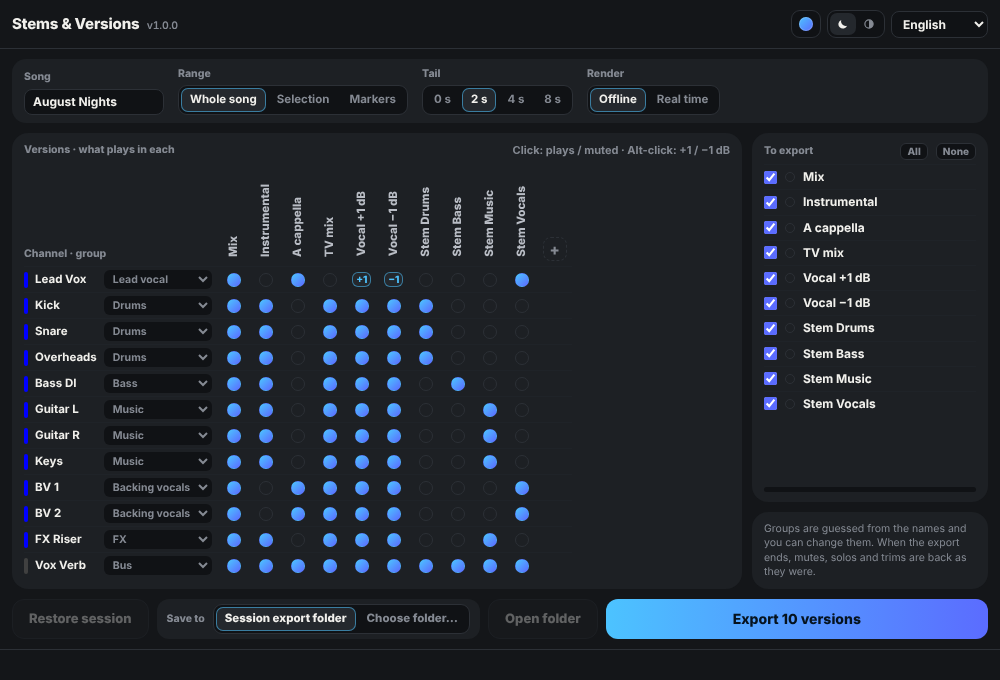 Stems & Versions v1.0.0
English
Song
Range
Tail
Render
August Nights
Whole song Selection Markers
0 s 2 s 4 s 8 s
Offline Real time
Versions · what plays in each
Click: plays / muted · Alt-click: +1 / −1 dB
Channel · group
Mix
Instrumental
A cappella
TV mix
Vocal +1 dB
Vocal −1 dB
Stem Drums
Stem Bass
Stem Music
Stem Vocals
+
Lead Vox Lead vocal +1 −1
Kick Drums
Snare Drums
Overheads Drums
Bass DI Bass
Guitar L Music
Guitar R Music
Keys Music
BV 1 Backing vocals
BV 2 Backing vocals
FX Riser FX
Vox Verb Bus
To export All None
Mix
Instrumental
A cappella
TV mix
Vocal +1 dB
Vocal −1 dB
Stem Drums
Stem Bass
Stem Music
Stem Vocals
Groups are guessed from the names and
you can change them. When the export
ends, mutes, solos and trims are back as
they were.
Restore session
Save to Session export folder Choose folder...
Open folder
Export 10 versions